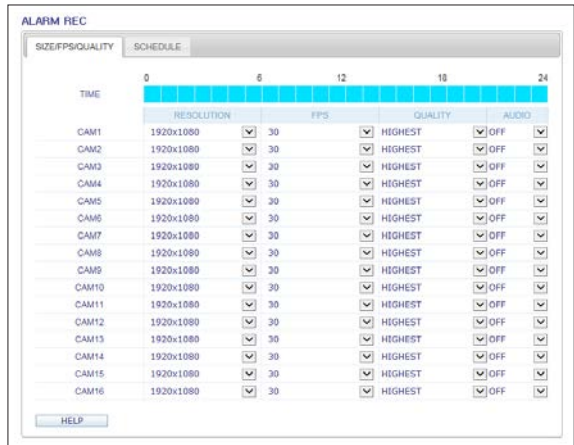 ALARM REC
SIZE/FPS/QUALITY SCHEDULE
0 6 12 18 24
TIME
RESOLUTION FPS QUALITY AUDIO
CAM1 1920x1080 30 HIGHEST OFF
CAM2 1920x1080 30 HIGHEST OFF
CAM3 1920x1080 30 HIGHEST OFF
CAM4 1920x1080 30 HIGHEST OFF
CAM5 1920x1080 30 HIGHEST OFF
CAM6 1920x1080 30 HIGHEST OFF
CAM7 1920x1080 30 HIGHEST OFF
CAM8 1920x1080 30 HIGHEST OFF
CAM9 1920x1080 30 HIGHEST OFF
CAM10 1920x1080 30 HIGHEST OFF
CAM11 1920x1080 30 HIGHEST OFF
CAM12 1920x1080 30 HIGHEST OFF
CAM13 1920x1080 30 HIGHEST OFF
CAM14 1920x1080 30 HIGHEST OFF
CAM15 1920x1080 30 HIGHEST OFF
CAM16 1920x1080 30 HIGHEST OFF
HELP